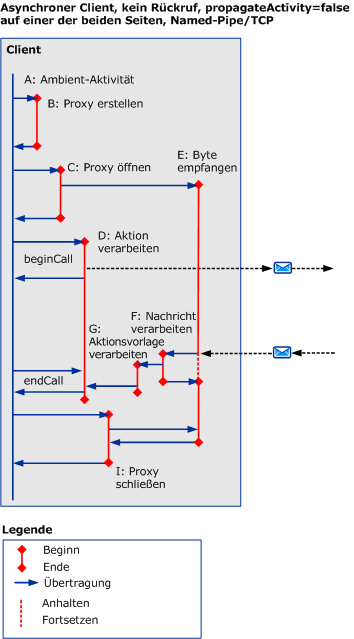 Asynchroner Client, kein Rückruf, propagateActivity=false
auf einer der beiden Seiten, Named-Pipe/TCP
Client
A: Ambient-Aktivität
B: Proxy erstellen
C: Proxy öffnen
E: Byte
empfangen
D: Aktion
verarbeiten
beginCall
F: Nachricht
verarbeiten
G:
Aktionsvorlage
verarbeiten
endCall
I: Proxy
schließen
Legende
Beginn
Ende
Übertragung
Anhalten
Fortsetzen